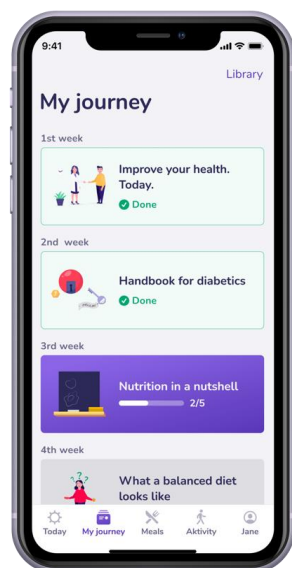 9:41
Library
My journey
1st week
Improve your health.
Today.
Done
2nd week
Handbook for diabetics
Done
3rd week
Nutrition in a nutshell
2/5
4th week
What a balanced diet
looks like
Today My journey Meals Aktivity Jane